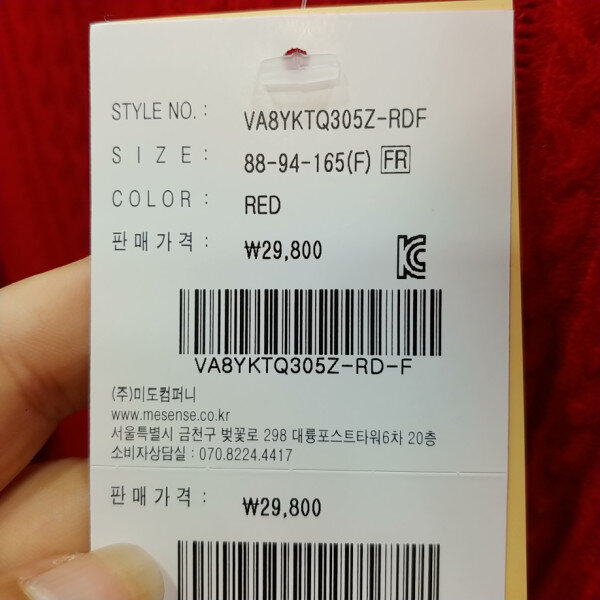 STYLE NO. : VA8YKTQ305Z-RDF
SIZE : 88-94-165(F) FR
COLOR : RED
판매가격 : ₩29,800
KC
VA8YKTQ305Z-RD-F
(주)미도컴퍼니
www.mesense.co.kr
서울특별시 금천구 벚꽃로 298 대륭포스트타워6차 20층
소비자상담실 : 070.8224.4417
판매가격 : ₩29,800